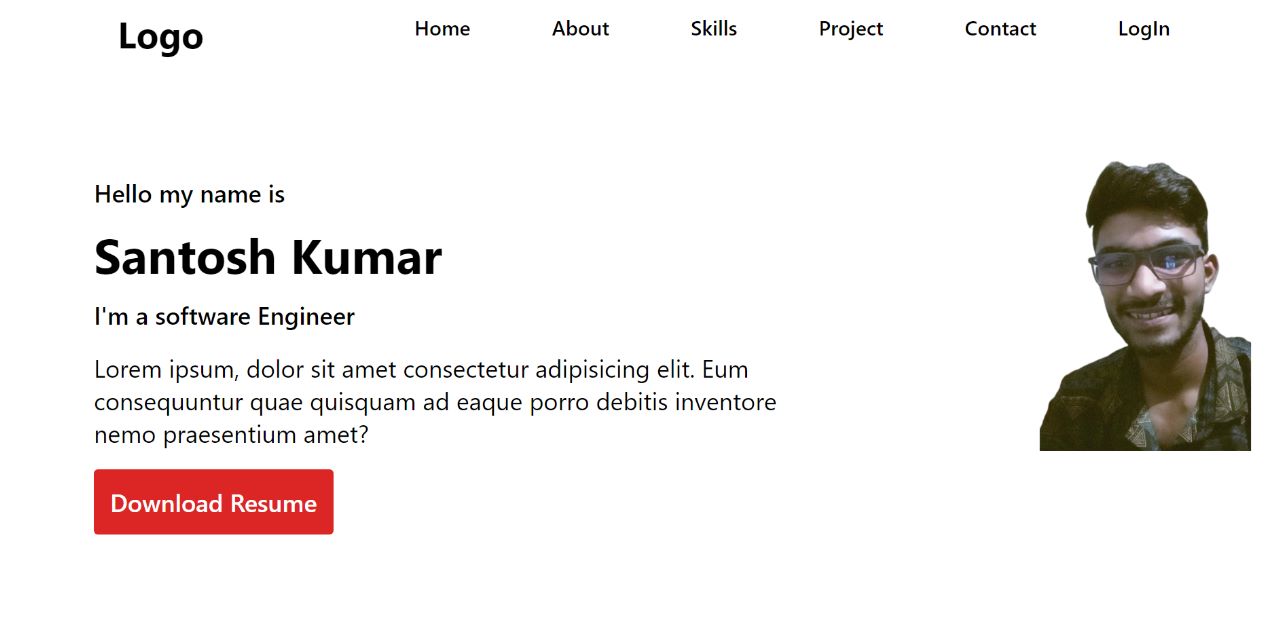 Logo
Home About Skills Project Contact LogIn
Hello my name is
Santosh Kumar
I'm a software Engineer
Lorem ipsum, dolor sit amet consectetur adipisicing elit. Eum
consequuntur quae quisquam ad eaque porro debitis inventore
nemo praesentium amet?
Download Resume